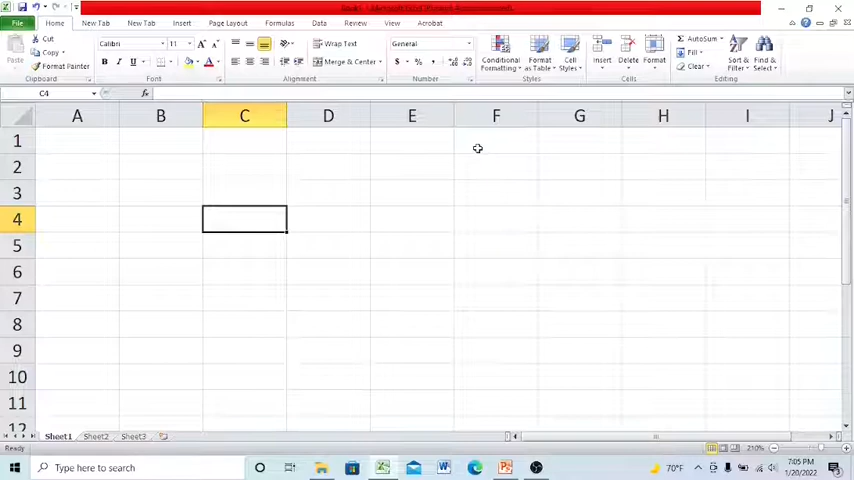 File Home New Tab New Tab Insert Page Layout Formulas Data Review View Acrobat
Paste Cut Copy Format Painter Clipboard
Calibri 11 B I U Font
Wrap Text Merge & Center Alignment
General $ % , Number
Conditional Formatting Format as Table Cell Styles Styles
Insert Delete Format Cells
AutoSum Fill Clear Sort & Filter Find & Select Editing
C4 fx
A B C D E F G H I J
1
2
3
4
5
6
7
8
9
10
11
12
Sheet1 Sheet2 Sheet3
Ready 210%
Type here to search 70°F 7:05 PM
1/20/2022 3